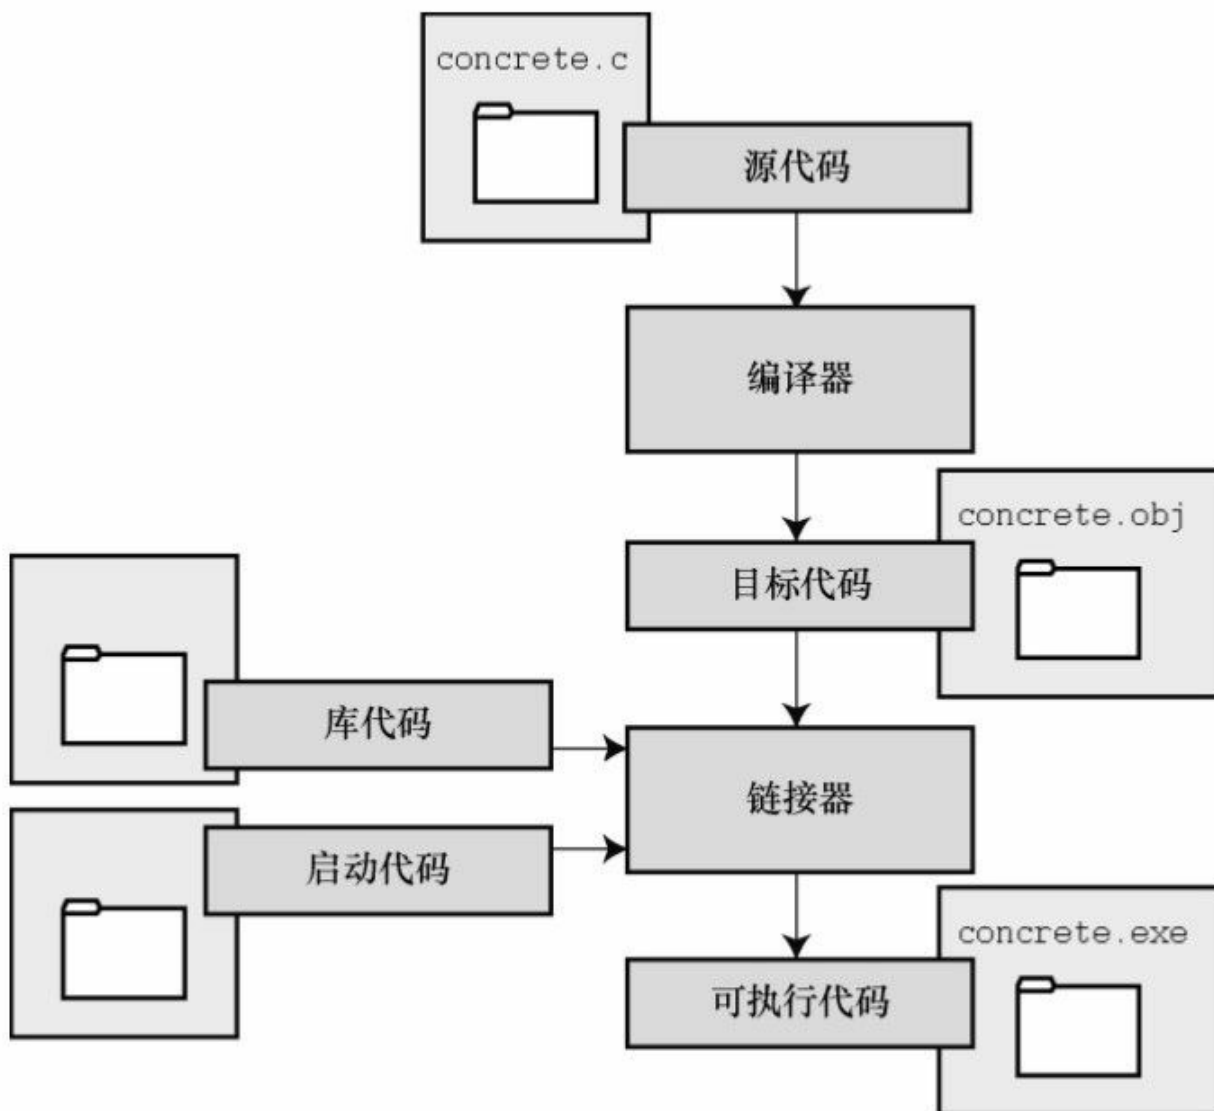 concrete.c
源代码
编译器
concrete.obj
目标代码
库代码
链接器
启动代码
concrete.exe
可执行代码